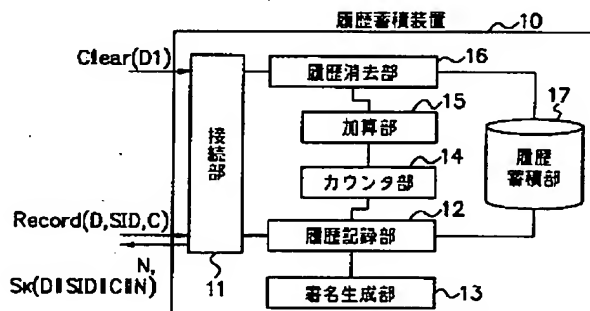 履歴蓄積装置 10
Clear(D1)
履歴消去部 16
加算部 15
17
接続部
履歴蓄積部
カウンタ部 14
Record(D,SID,C)
履歴記録部 12
N,
SK(D‖SID‖C‖N)
11
署名生成部 13